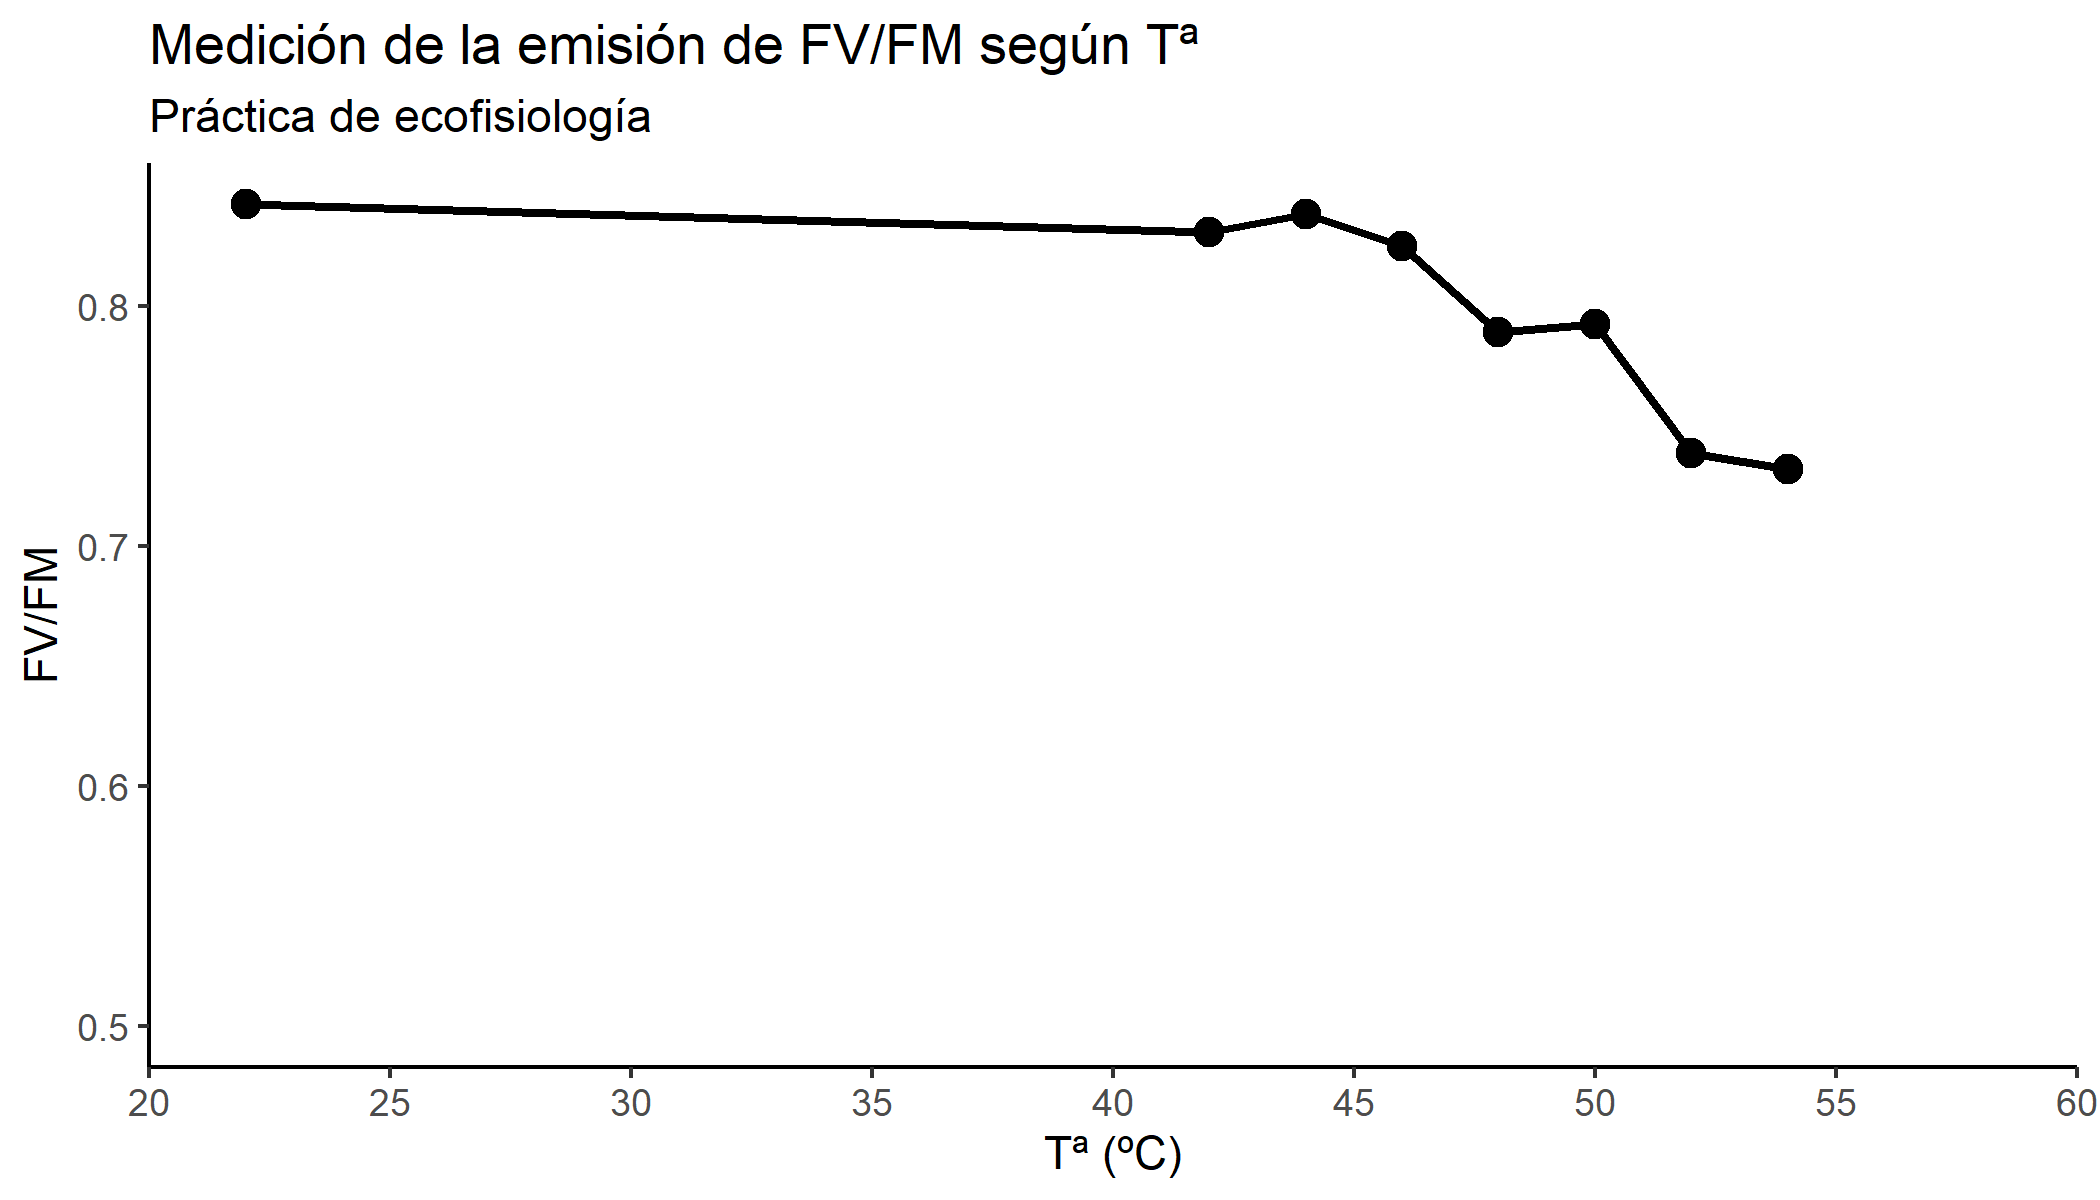 Medición de la emisión de FV/FM según Tª
Práctica de ecofisiología
FV/FM
0.8
0.7
0.6
0.5
20 25 30 35 40 45 50 55 60
Tª (ºC)